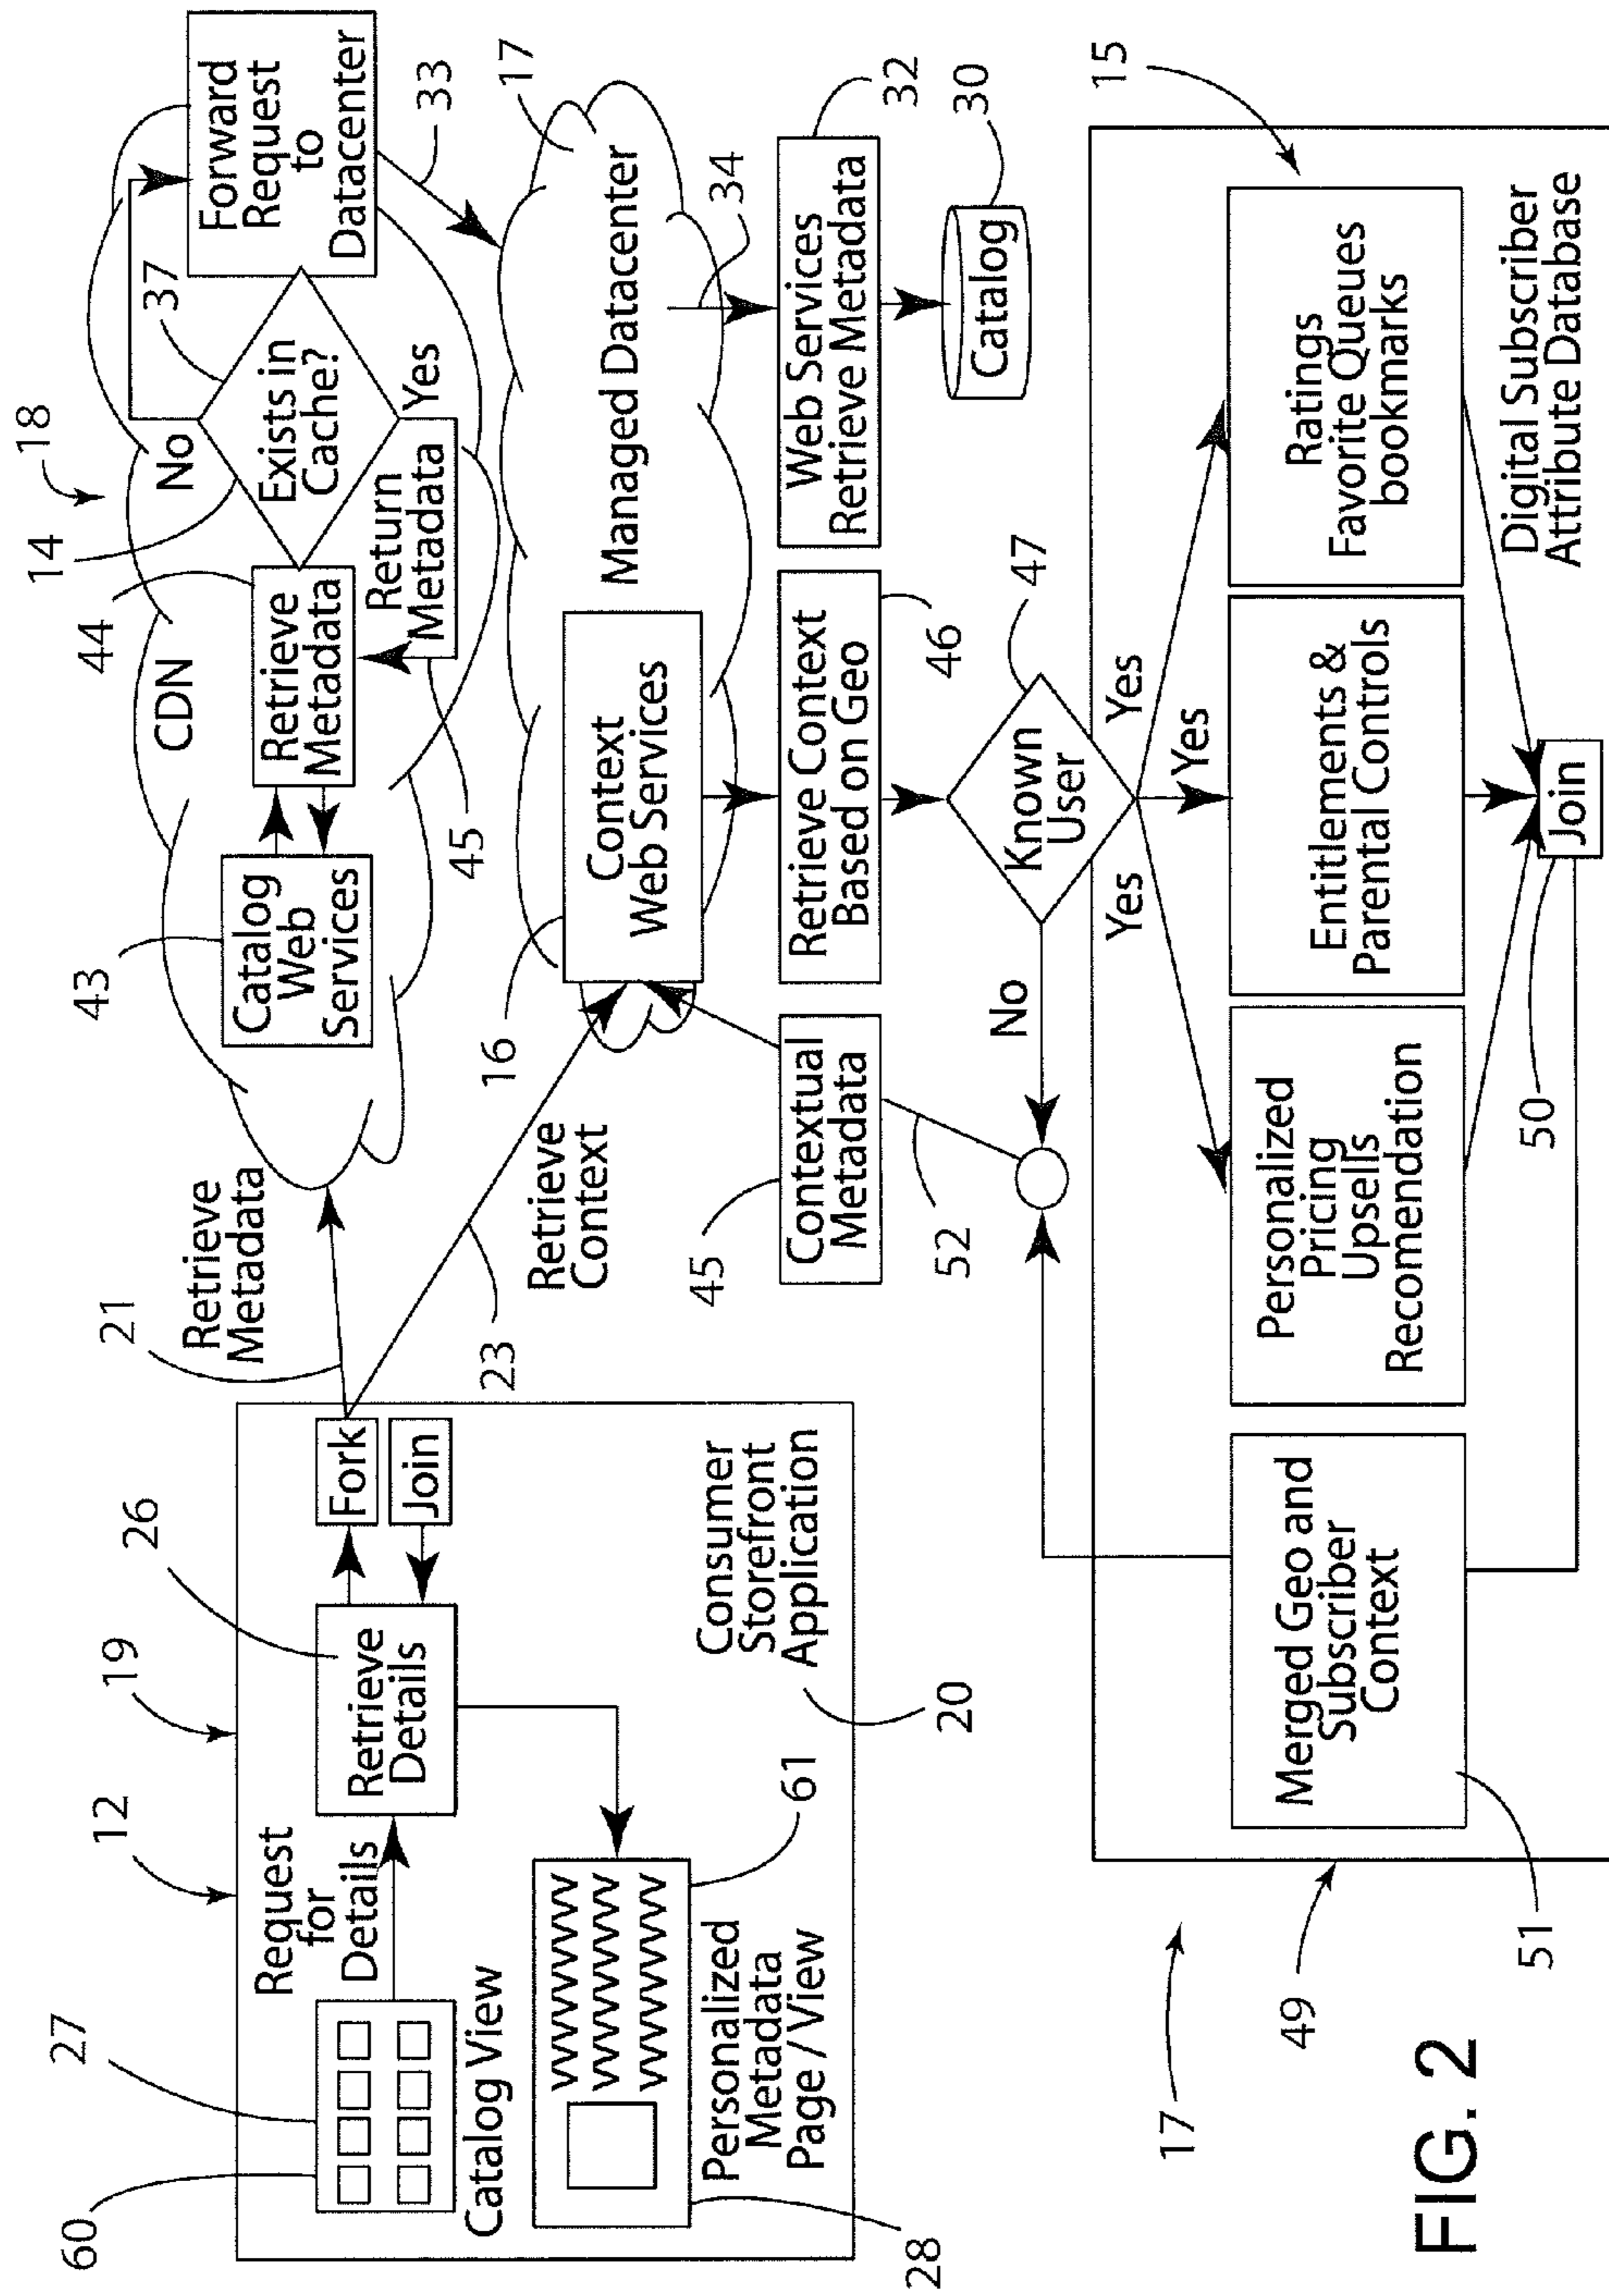 12
19
60
27
Request
for
Details
26
Retrieve
Details
Fork
Join
Catalog View
Personalized
Metadata
Page / View
VVVVVVVV
VVVVVVVV
VVVVVVVV
61
28
Consumer
Storefront
Application
20
21
Retrieve
Metadata
23
Retrieve
Context
18
CDN
43
Catalog
Web
Services
44
Retrieve
Metadata
14
No
Exists in
Cache?
37
Yes
Return
Metadata
45
Forward
Request
to
Datacenter
33
17
Managed Datacenter
16
Context
Web Services
34
45
Contextual
Metadata
52
Retrieve Context
Based on Geo
46
Web Services
Retrieve Metadata
32
Catalog
30
Known
User
47
No
Yes
Yes
Yes
17
49
15
Merged Geo and
Subscriber
Context
51
Personalized
Pricing
Upsells
Recomendation
Entitlements &
Parental Controls
Ratings
Favorite Queues
bookmarks
50
Join
Digital Subscriber
Attribute Database
FIG. 2